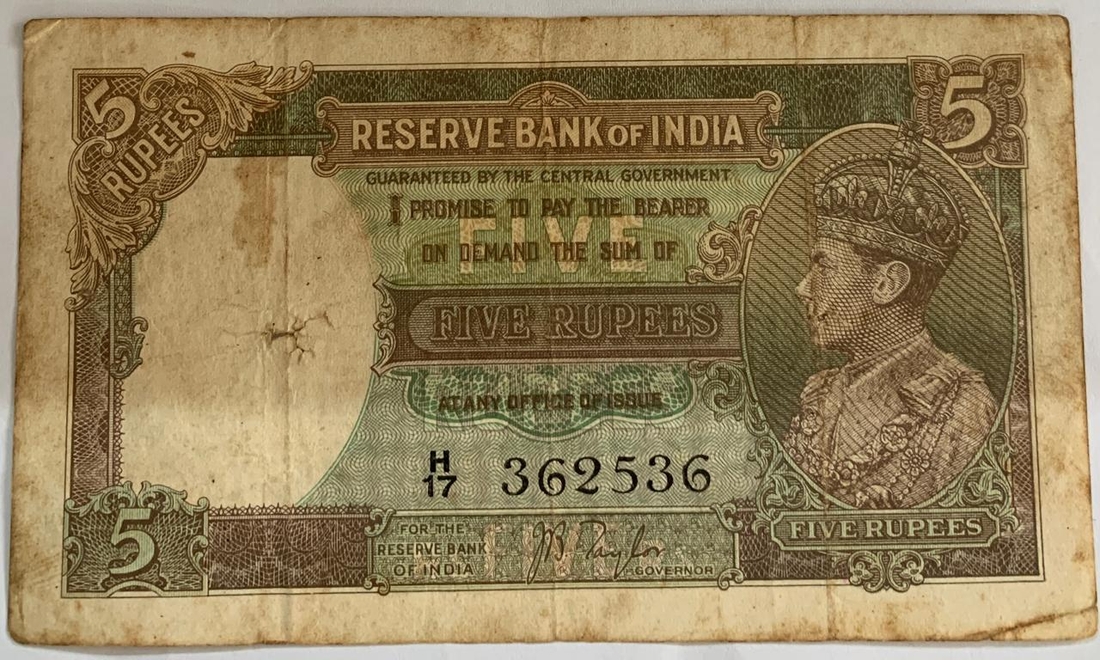 5
RUPEES
5
RESERVE BANK OF INDIA
GUARANTEED BY THE CENTRAL GOVERNMENT
I PROMISE TO PAY THE BEARER
ON DEMAND THE SUM OF
FIVE
FIVE RUPEES
AT ANY OFFICE OF ISSUE
H/17 362536
5
FOR THE
RESERVE BANK
OF INDIA
JB Taylor
GOVERNOR
FIVE RUPEES